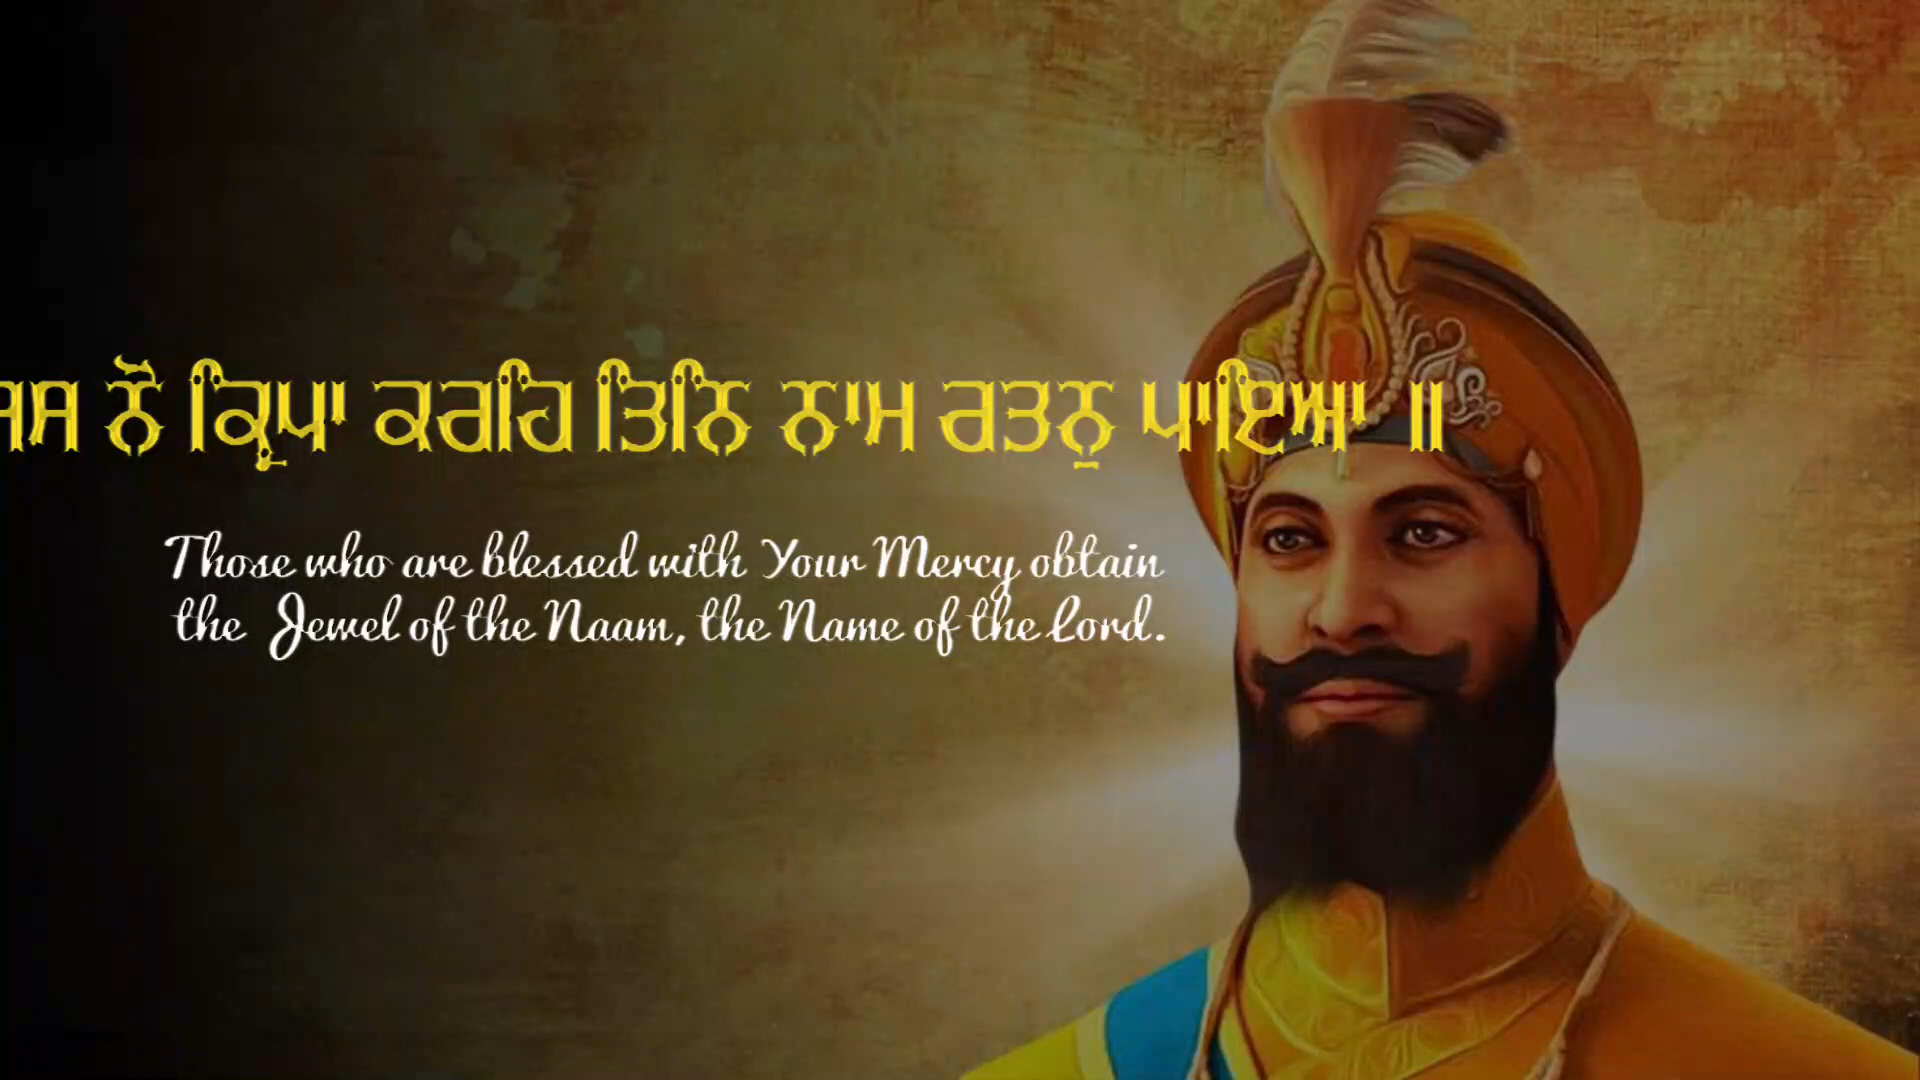 ਨੌ ਕ੍ਰਿਪਾ ਕਰਹਿ ਤਿਨਿ ਨਾਮ ਰਤਨੁ ਪਾਇਆ ॥
Those who are blessed with Your Mercy obtain
the Jewel of the Naam, the Name of the Lord.